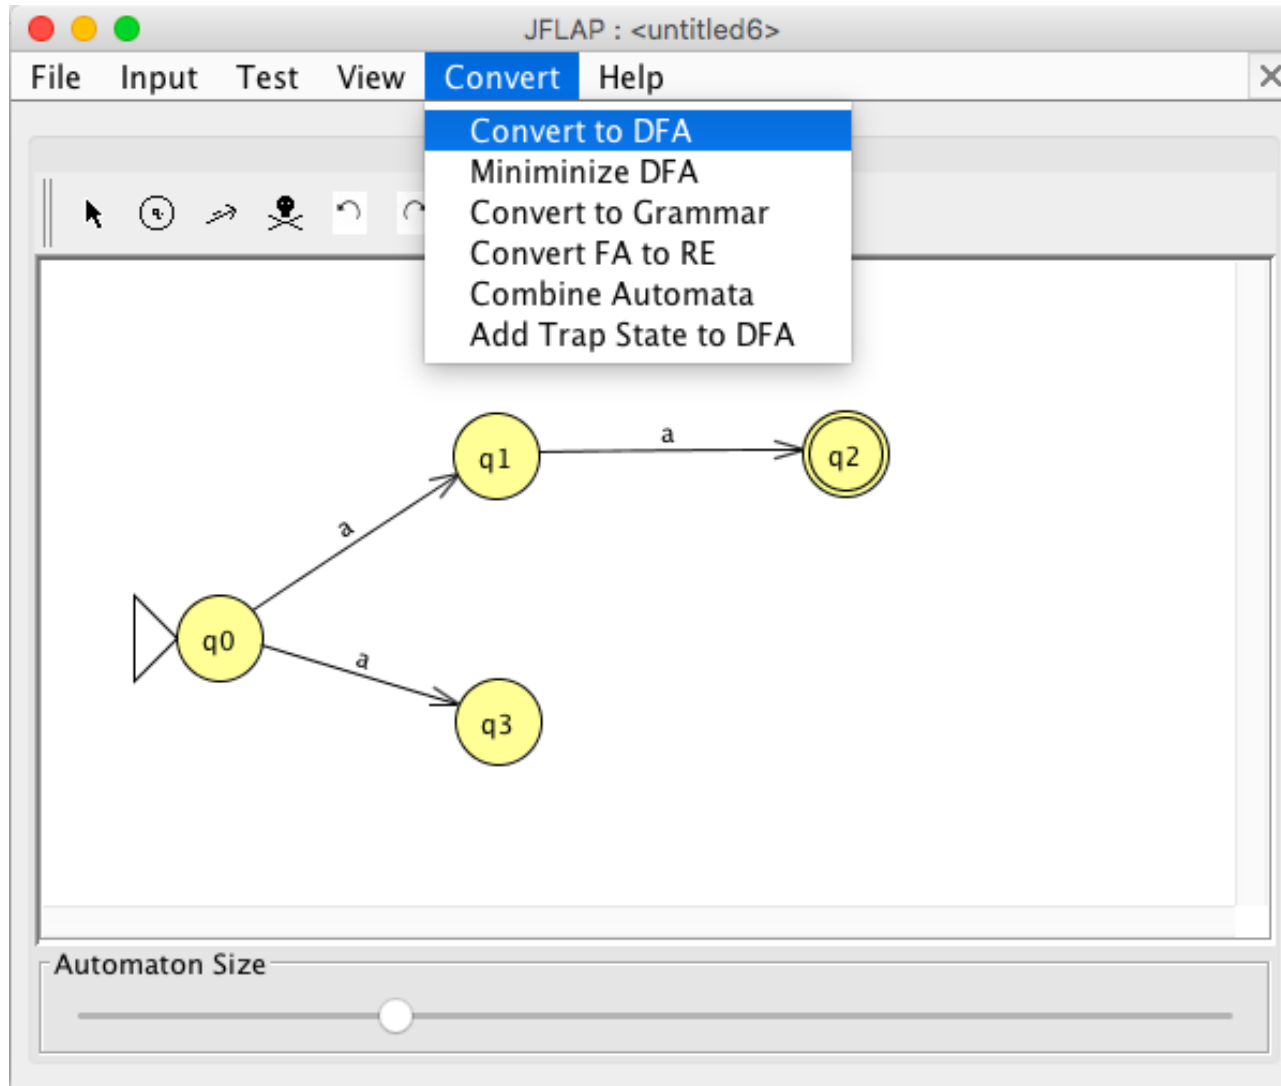 JFLAP : <untitled6>
File Input Test View Convert Help
Convert to DFA
Miniminize DFA
Convert to Grammar
Convert FA to RE
Combine Automata
Add Trap State to DFA
q
q1
a
q2
a
q0
a
q3
Automaton Size